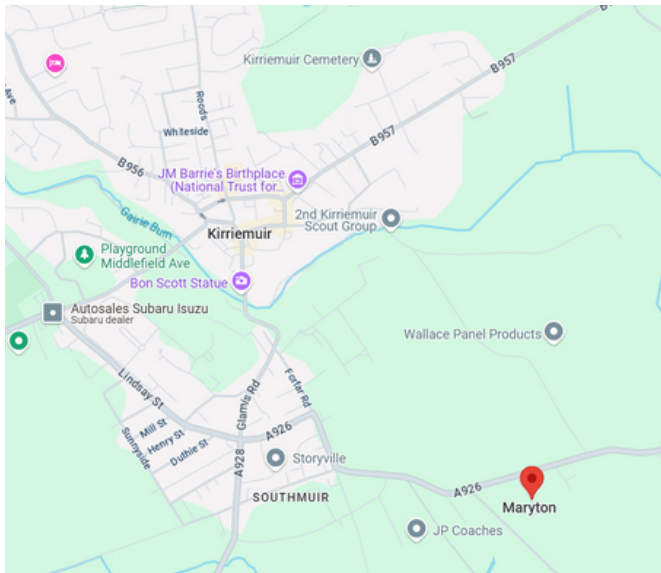 Kirriemuir Cemetery
B957
Roods
Whiteside
B957
B956
JM Barrie's Birthplace
(National Trust for...
Gairie Burn
2nd Kirriemuir
Scout Group
Kirriemuir
Playground
Middlefield Ave
Bon Scott Statue
Autosales Subaru Isuzu
Subaru dealer
Wallace Panel Products
Lindsay St
Glamis Rd
Forfar Rd
Mill St
Henry St
Sunnyside
Duthie St
A926
A928
Storyville
SOUTHMUIR
A926
Maryton
JP Coaches